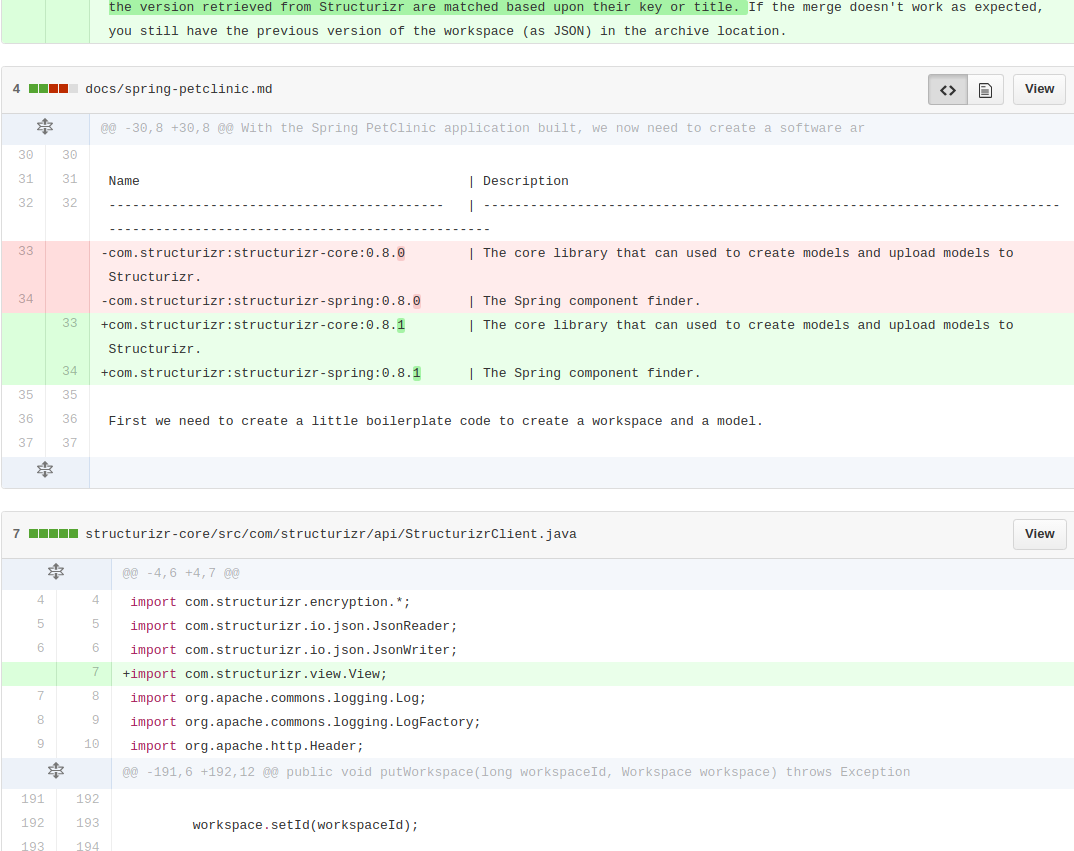 the version retrieved from Structurizr are matched based upon their key or title. If the merge doesn't work as expected,
you still have the previous version of the workspace (as JSON) in the archive location.
4 docs/spring-petclinic.md <> View
@@ -30,8 +30,8 @@ With the Spring PetClinic application built, we now need to create a software ar
30 30
31 31 Name | Description
32 32 ------------------------------------------- | --------------------------------------------------------------------------
-------------------------------------------------
33 -com.structurizr:structurizr-core:0.8.0 | The core library that can used to create models and upload models to
Structurizr.
34 -com.structurizr:structurizr-spring:0.8.0 | The Spring component finder.
33 +com.structurizr:structurizr-core:0.8.1 | The core library that can used to create models and upload models to
Structurizr.
34 +com.structurizr:structurizr-spring:0.8.1 | The Spring component finder.
35 35
36 36 First we need to create a little boilerplate code to create a workspace and a model.
37 37
7 structurizr-core/src/com/structurizr/api/StructurizrClient.java View
@@ -4,6 +4,7 @@
4 4 import com.structurizr.encryption.*;
5 5 import com.structurizr.io.json.JsonReader;
6 6 import com.structurizr.io.json.JsonWriter;
7 +import com.structurizr.view.View;
7 8 import org.apache.commons.logging.Log;
8 9 import org.apache.commons.logging.LogFactory;
9 10 import org.apache.http.Header;
@@ -191,6 +192,12 @@ public void putWorkspace(long workspaceId, Workspace workspace) throws Exception
191 192
192 193 workspace.setId(workspaceId);
193 194